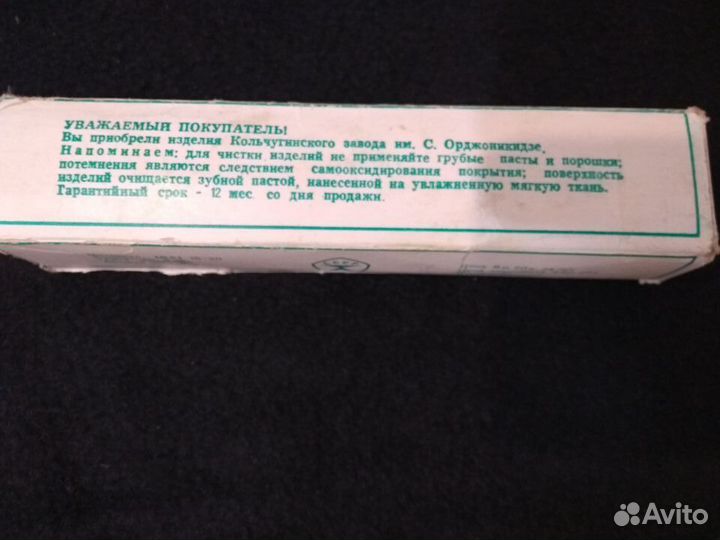 УВАЖАЕМЫЙ ПОКУПАТЕЛЬ!
Вы приобрели изделия Кольчугинского завода им. С. Орджоникидзе.
Напоминаем: для чистки изделий не применяйте грубые пасты и порошки;
потемнения являются следствием самооксидирования покрытия; поверхность
изделий очищается зубной пастой, нанесенной на увлажненную мягкую ткань.
Гарантийный срок - 12 мес. со дня продажи.
Avito